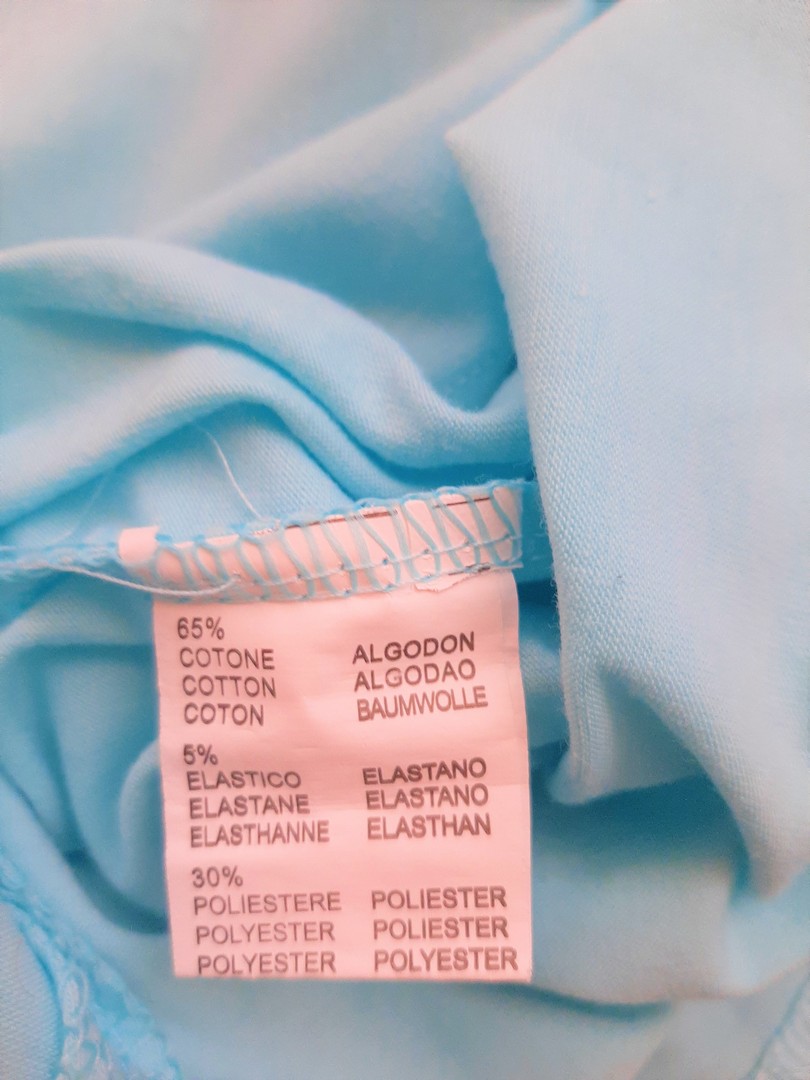 65%
COTONE ALGODON
COTTON ALGODAO
COTON BAUMWOLLE
5%
ELASTICO ELASTANO
ELASTANE ELASTANO
ELASTHANNE ELASTHAN
30%
POLIESTERE POLIESTER
POLYESTER POLIESTER
POLYESTER POLYESTER